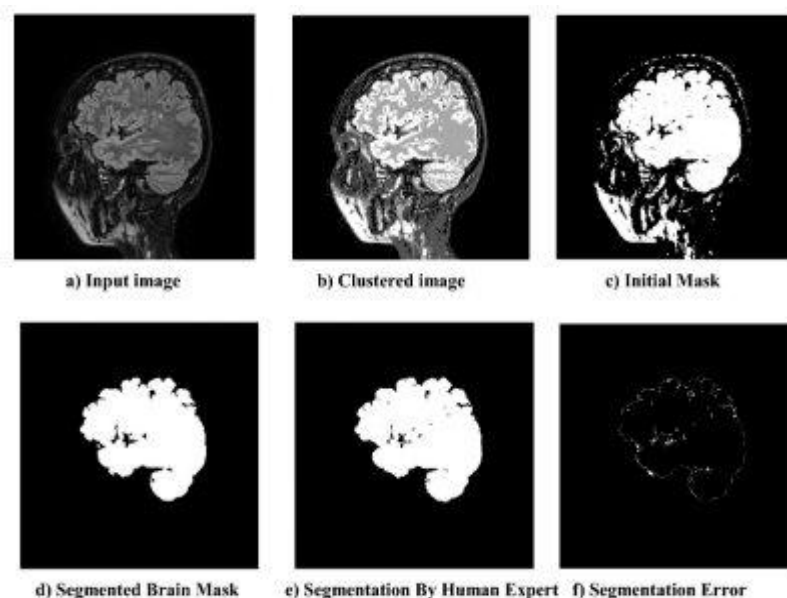 a) Input image
b) Clustered image
c) Initial Mask
d) Segmented Brain Mask
e) Segmentation By Human Expert
f) Segmentation Error